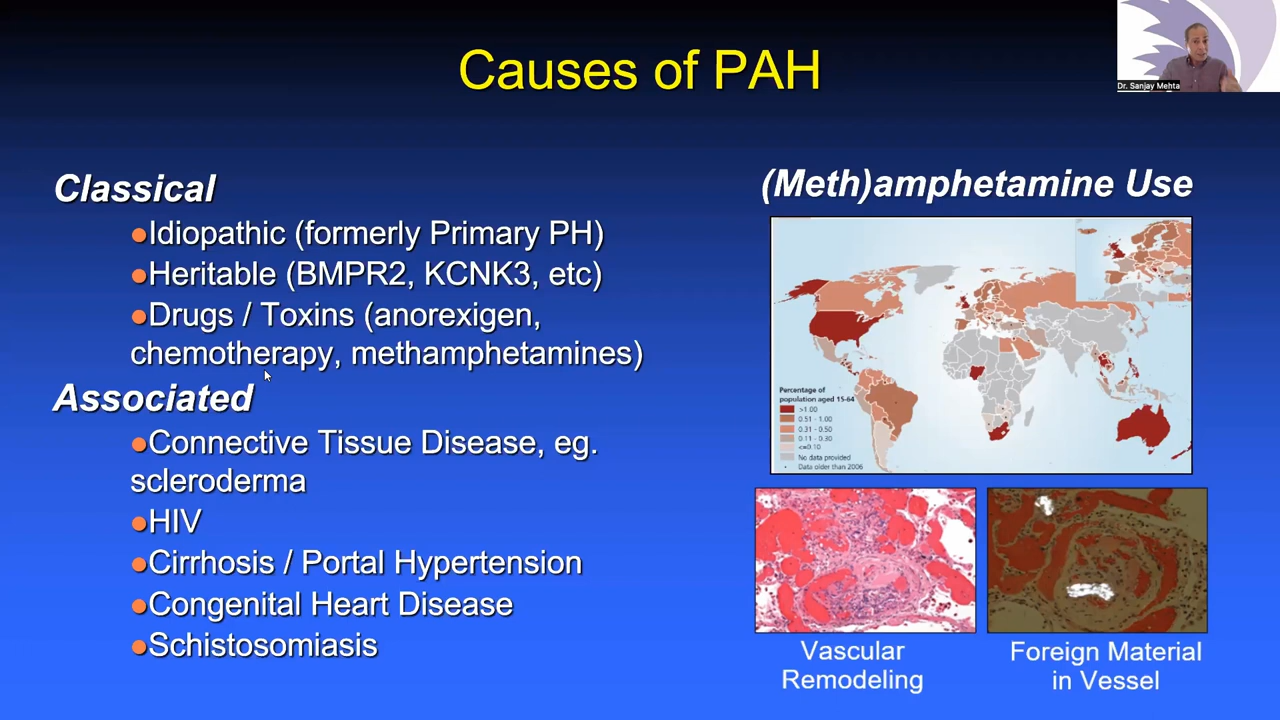 Causes of PAH
Dr. Sanjay Mehta
Classical
●Idiopathic (formerly Primary PH)
●Heritable (BMPR2, KCNK3, etc)
●Drugs / Toxins (anorexigen,
chemotherapy, methamphetamines)
Associated
●Connective Tissue Disease, eg.
scleroderma
●HIV
●Cirrhosis / Portal Hypertension
●Congenital Heart Disease
●Schistosomiasis
(Meth)amphetamine Use
Percentage of
population aged 15-64
>1.00
0.51 - 1.00
0.31 - 0.50
0.11 - 0.30
<=0.10
No data provided
• Data older than 2006
Vascular
Remodeling
Foreign Material
in Vessel